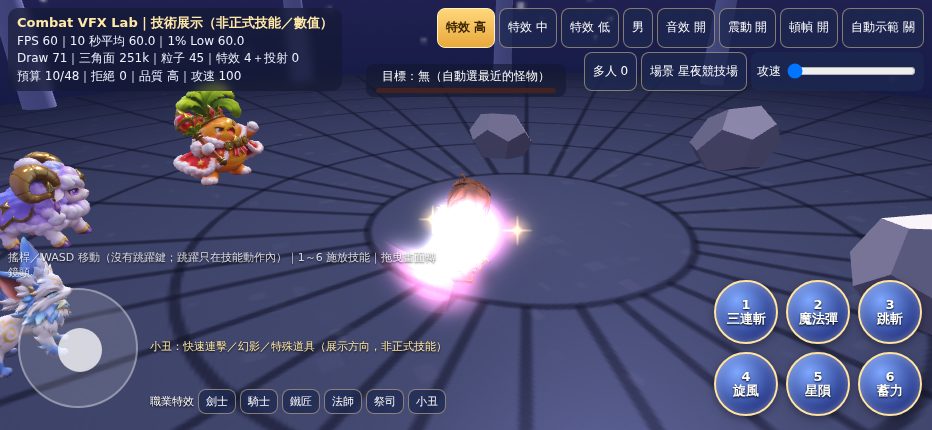 Combat VFX Lab｜技術展示（非正式技能／數值）
FPS 60｜10 秒平均 60.0｜1% Low 60.0
Draw 71｜三角面 251k｜粒子 45｜特效 4＋投射 0
預算 10/48｜拒絕 0｜品質 高｜攻速 100
特效 高
特效 中
特效 低
男
音效 開
震動 開
頓幀 開
自動示範 關
目標：無（自動選最近的怪物）
多人 0
場景 星夜競技場
攻速
搖桿／WASD 移動（沒有跳躍鍵；跳躍只在技能動作內）｜1～6 施放技能｜拖曳畫面轉
鏡頭
1
三連斬
2
魔法彈
3
跳斬
小丑：快速連擊／幻影／特殊道具（展示方向，非正式技能）
4
旋風
5
星隕
6
蓄力
職業特效
劍士
騎士
鐵匠
法師
祭司
小丑